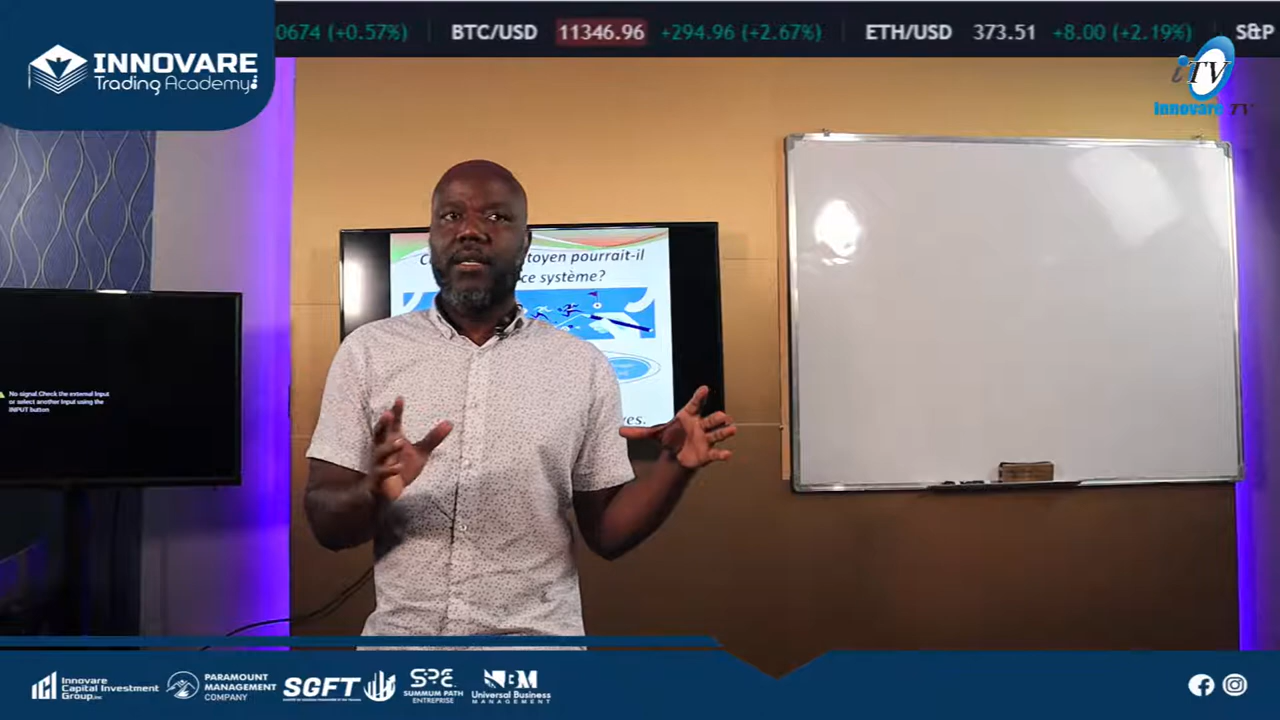 0674 (+0.57%) BTC/USD 11346.96 +294.96 (+2.67%) ETH/USD 373.51 +8.00 (+2.19%) S&P
INNOVARE
Trading Academy
iTV
Innovare TV
toyen pourrait-il
ce système?
No signal.Check the external input
or select another input using the
INPUT button
Innovare
Capital Investment
Group.inc
PARAMOUNT
MANAGEMENT
COMPANY
SGFT
SPE
SUMMUM PATH
ENTREPRISE
NBM
Universal Business
MANAGEMENT